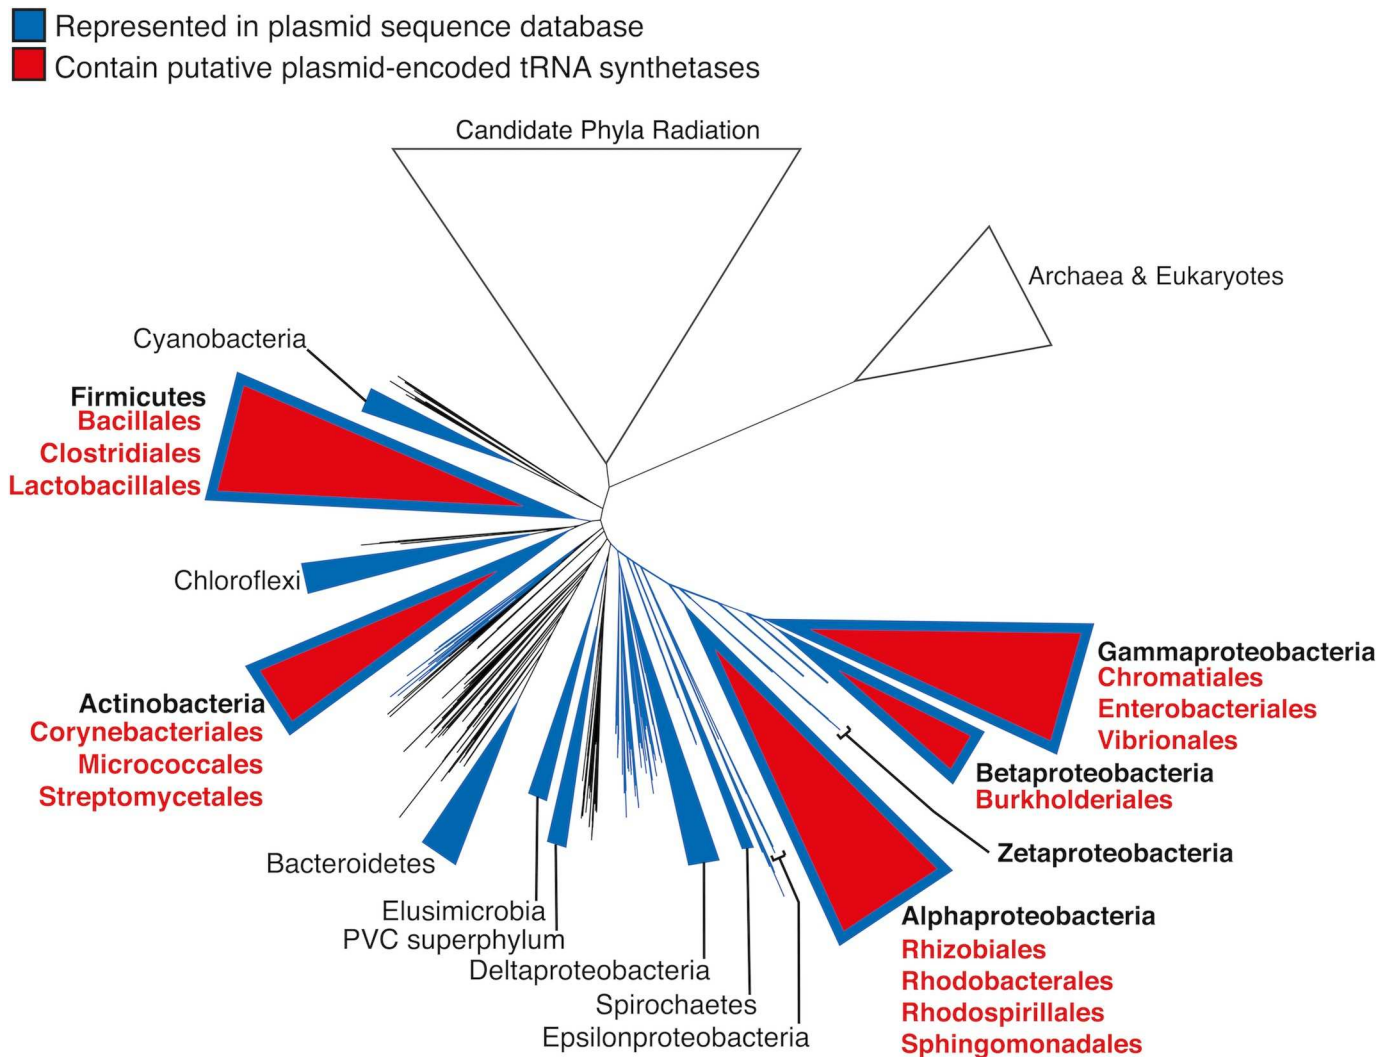 Represented in plasmid sequence database
Contain putative plasmid-encoded tRNA synthetases
Candidate Phyla Radiation
Archaea & Eukaryotes
Cyanobacteria
Firmicutes
Bacillales
Clostridiales
Lactobacillales
Chloroflexi
Actinobacteria
Corynebacteriales
Micrococcales
Streptomycetales
Bacteroidetes
Elusimicrobia
PVC superphylum
Deltaproteobacteria
Spirochaetes
Epsilonproteobacteria
Gammaproteobacteria
Chromatiales
Enterobacteriales
Vibrionales
Betaproteobacteria
Burkholderiales
Zetaproteobacteria
Alphaproteobacteria
Rhizobiales
Rhodobacterales
Rhodospirillales
Sphingomonadales